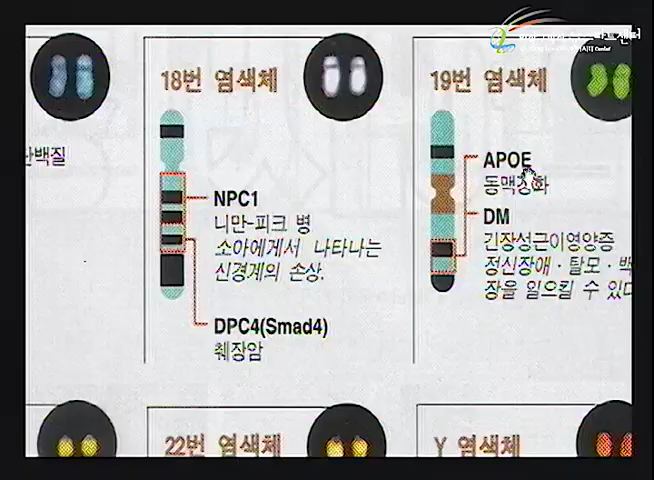 18번 염색체
19번 염색체
단백질
NPC1
니만-피크 병
소아에게서 나타나는
신경계의 손상.
DPC4(Smad4)
췌장암
APOE
동맥경화
DM
긴장성근이영양증
정신장애 · 탈모 · 백
장을 일으킬 수 있다
22번 염색체
Y 염색체